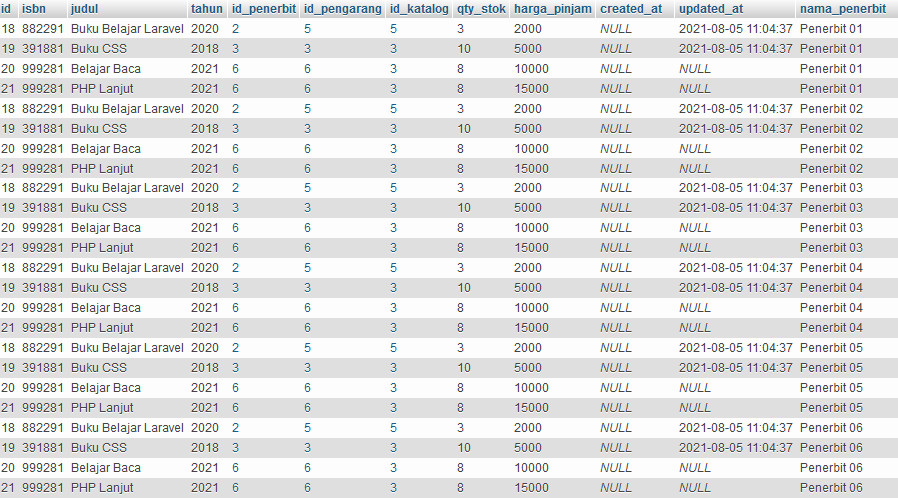 id isbn judul tahun id_penerbit id_pengarang id_katalog qty_stok harga_pinjam created_at updated_at nama_penerbit
18 882291 Buku Belajar Laravel 2020 2 5 5 3 2000 NULL 2021-08-05 11:04:37 Penerbit 01
19 391881 Buku CSS 2018 3 3 3 10 5000 NULL 2021-08-05 11:04:37 Penerbit 01
20 999281 Belajar Baca 2021 6 6 3 8 10000 NULL NULL Penerbit 01
21 999281 PHP Lanjut 2021 6 6 3 8 15000 NULL NULL Penerbit 01
18 882291 Buku Belajar Laravel 2020 2 5 5 3 2000 NULL 2021-08-05 11:04:37 Penerbit 02
19 391881 Buku CSS 2018 3 3 3 10 5000 NULL 2021-08-05 11:04:37 Penerbit 02
20 999281 Belajar Baca 2021 6 6 3 8 10000 NULL NULL Penerbit 02
21 999281 PHP Lanjut 2021 6 6 3 8 15000 NULL NULL Penerbit 02
18 882291 Buku Belajar Laravel 2020 2 5 5 3 2000 NULL 2021-08-05 11:04:37 Penerbit 03
19 391881 Buku CSS 2018 3 3 3 10 5000 NULL 2021-08-05 11:04:37 Penerbit 03
20 999281 Belajar Baca 2021 6 6 3 8 10000 NULL NULL Penerbit 03
21 999281 PHP Lanjut 2021 6 6 3 8 15000 NULL NULL Penerbit 03
18 882291 Buku Belajar Laravel 2020 2 5 5 3 2000 NULL 2021-08-05 11:04:37 Penerbit 04
19 391881 Buku CSS 2018 3 3 3 10 5000 NULL 2021-08-05 11:04:37 Penerbit 04
20 999281 Belajar Baca 2021 6 6 3 8 10000 NULL NULL Penerbit 04
21 999281 PHP Lanjut 2021 6 6 3 8 15000 NULL NULL Penerbit 04
18 882291 Buku Belajar Laravel 2020 2 5 5 3 2000 NULL 2021-08-05 11:04:37 Penerbit 05
19 391881 Buku CSS 2018 3 3 3 10 5000 NULL 2021-08-05 11:04:37 Penerbit 05
20 999281 Belajar Baca 2021 6 6 3 8 10000 NULL NULL Penerbit 05
21 999281 PHP Lanjut 2021 6 6 3 8 15000 NULL NULL Penerbit 05
18 882291 Buku Belajar Laravel 2020 2 5 5 3 2000 NULL 2021-08-05 11:04:37 Penerbit 06
19 391881 Buku CSS 2018 3 3 3 10 5000 NULL 2021-08-05 11:04:37 Penerbit 06
20 999281 Belajar Baca 2021 6 6 3 8 10000 NULL NULL Penerbit 06
21 999281 PHP Lanjut 2021 6 6 3 8 15000 NULL NULL Penerbit 06